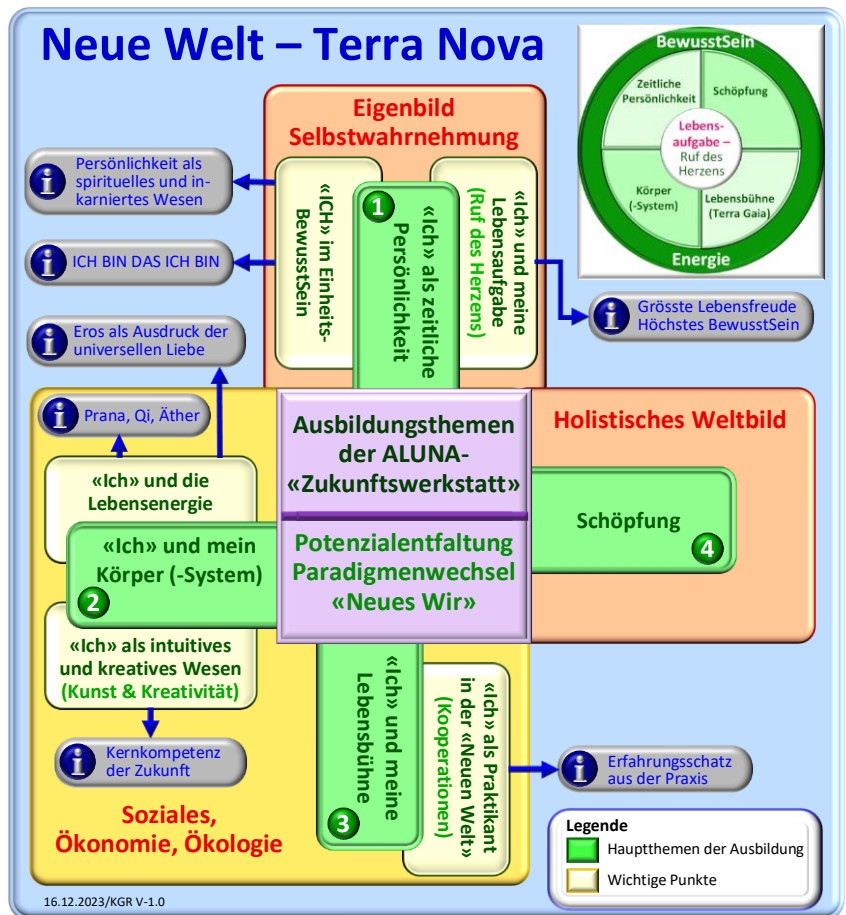 Neue Welt – Terra Nova
BewusstSein
Zeitliche
Persönlichkeit
Schöpfung
Lebens-
aufgabe –
Ruf des
Herzens
Körper
(-System)
Lebensbühne
(Terra Gaia)
Energie
Eigenbild
Selbstwahrnehmung
Persönlichkeit als
spirituelles und in-
karniertes Wesen
ICH BIN DAS ICH BIN
Eros als Ausdruck der
universellen Liebe
«ICH» im Einheits-
BewusstSein
1
«Ich» als zeitliche
Persönlichkeit
«Ich» und meine
Lebensaufgabe
(Ruf des Herzens)
Grösste Lebensfreude
Höchstes BewusstSein
Prana, Qi, Äther
«Ich» und die
Lebensenergie
«Ich» und mein
Körper (-System)
2
«Ich» als intuitives
und kreatives Wesen
(Kunst & Kreativität)
Kernkompetenz
der Zukunft
Ausbildungsthemen
der ALUNA-
«Zukunftswerkstatt»
Potenzialentfaltung
Paradigmenwechsel
«Neues Wir»
Holistisches Weltbild
Schöpfung
4
«Ich» und meine
Lebensbühne
3
«Ich» als Praktikant
in der «Neuen Welt»
(Kooperationen)
Erfahrungsschatz
aus der Praxis
Soziales,
Ökonomie, Ökologie
Legende
Hauptthemen der Ausbildung
Wichtige Punkte
16.12.2023/KGR V-1.0